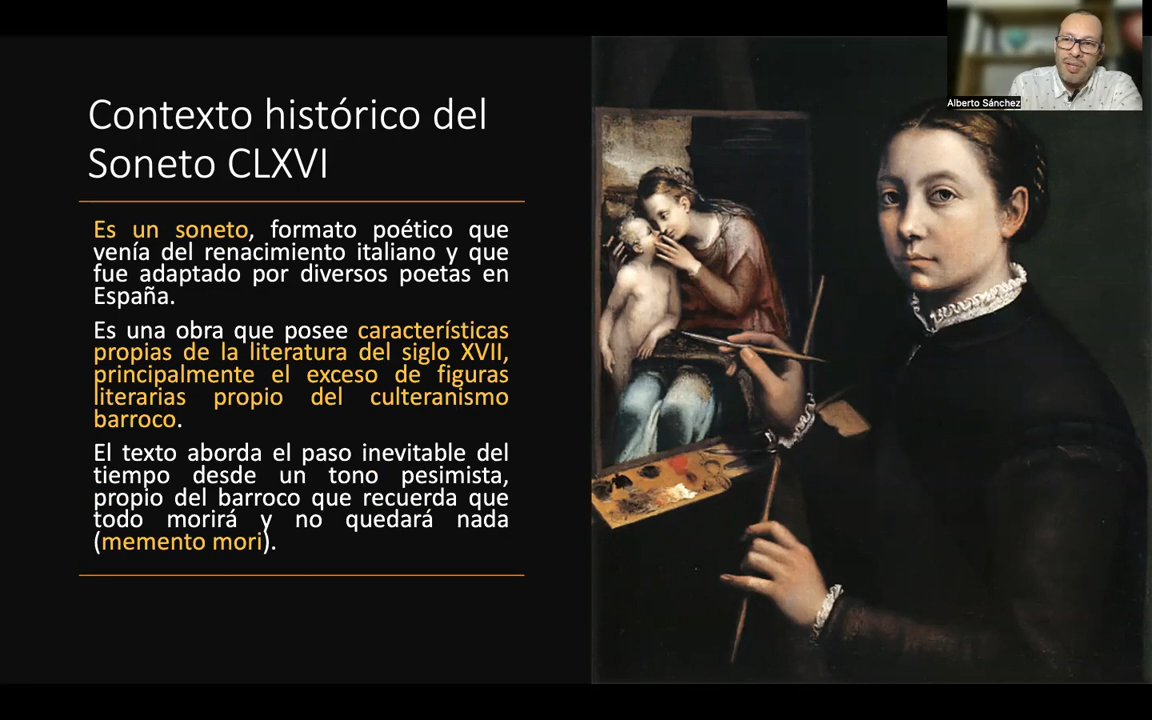 Contexto histórico del
Soneto CLXVI
Es un soneto, formato poético que
venía del renacimiento italiano y que
fue adaptado por diversos poetas en
España.
Es una obra que posee características
propias de la literatura del siglo XVII,
principalmente el exceso de figuras
literarias propio del culteranismo
barroco.
El texto aborda el paso inevitable del
tiempo desde un tono pesimista,
propio del barroco que recuerda que
todo morirá y no quedará nada
(memento mori).
Alberto Sánchez